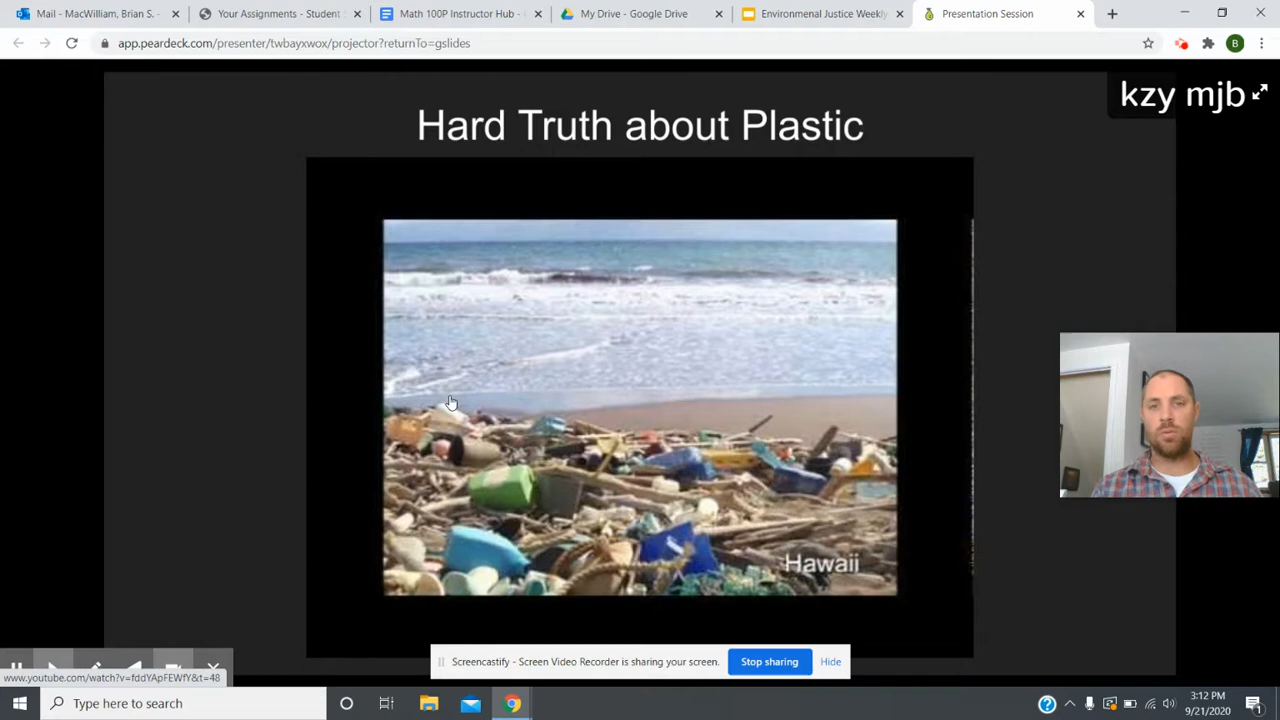 Mail - MacWilliam, Brian S. -
Your Assignments - Student S
Math 100P Instructor Hub -
My Drive - Google Drive
Environmenal Justice Weekly
Presentation Session
app.peardeck.com/presenter/twbayxwox/projector?returnTo=gslides
B
kzy mjb
Hard Truth about Plastic
Hawaii
Screencastify - Screen Video Recorder is sharing your screen.
Stop sharing
Hide
www.youtube.com/watch?v=fddYApFEWfY&t=48
Type here to search
3:12 PM
9/21/2020
1